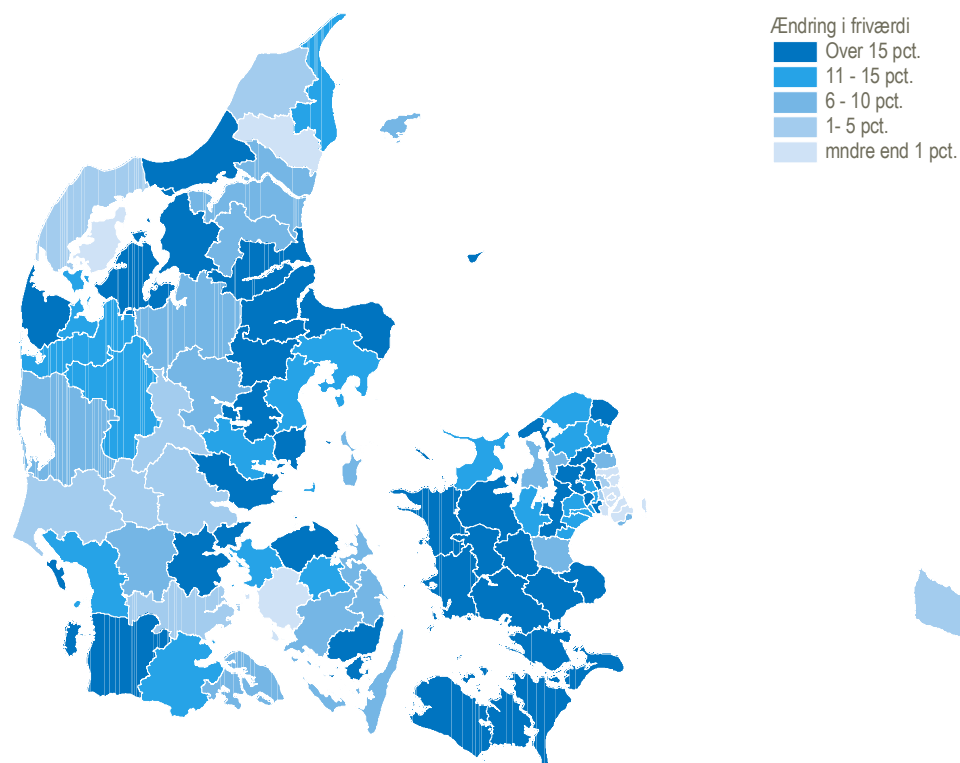 Ændring i friværdi
Over 15 pct.
11 - 15 pct.
6 - 10 pct.
1- 5 pct.
mndre end 1 pct.